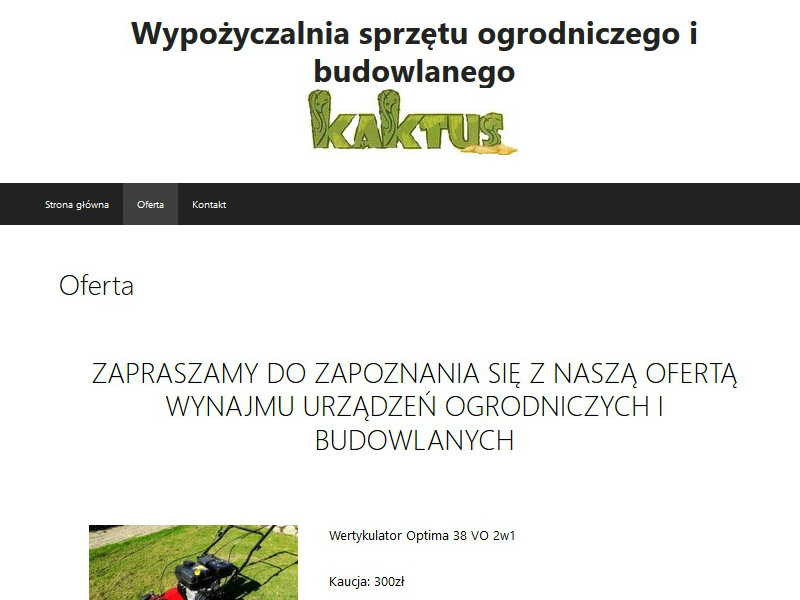 Wypożyczalnia sprzętu ogrodniczego i
budowlanego
KAKTUS
Strona główna
Oferta
Kontakt
Oferta
ZAPRASZAMY DO ZAPOZNANIA SIĘ Z NASZĄ OFERTĄ
WYNAJMU URZĄDZEŃ OGRODNICZYCH I
BUDOWLANYCH
Wertykulator Optima 38 VO 2w1
Kaucja: 300zł